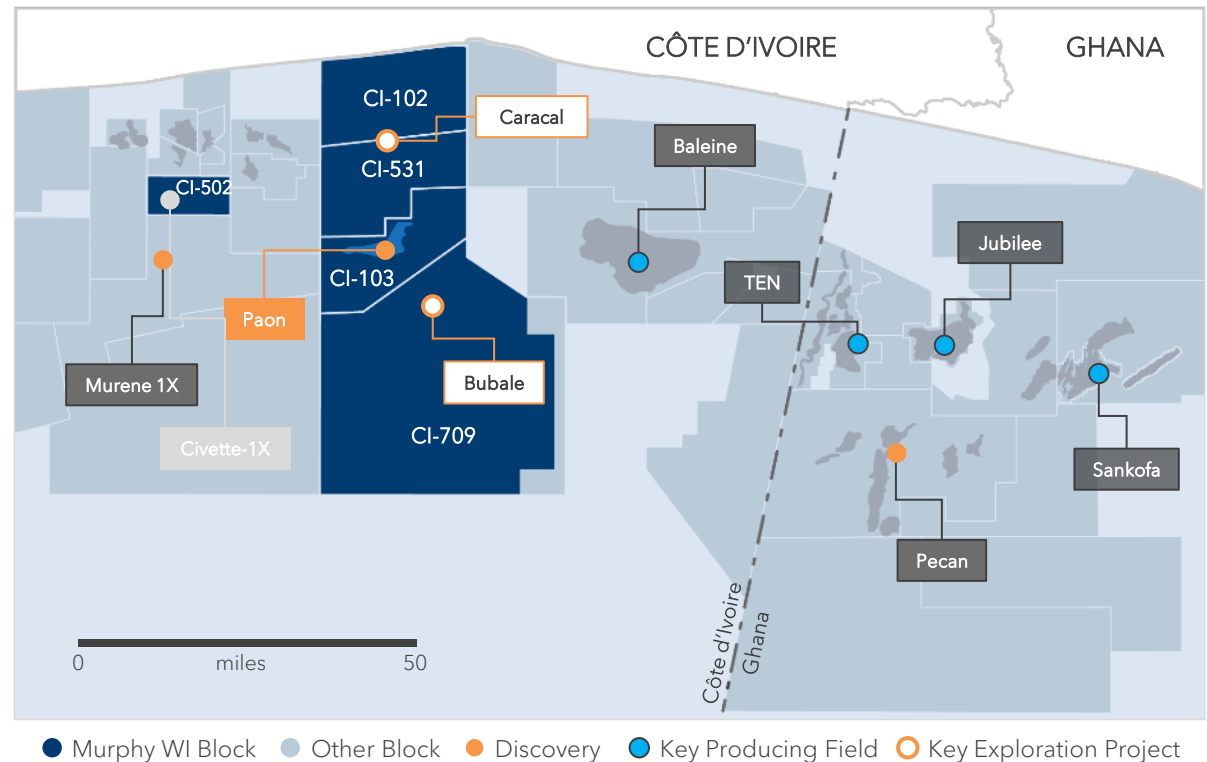 CÔTE D'IVOIRE
GHANA
CI-102
Caracal
Baleine
CI-531
CI-502
Jubilee
CI-103
TEN
Paon
Murene 1X
Bubale
CI-709
Civette-1X
Sankofa
Pecan
Côte d'Ivoire
Ghana
0 miles 50
Murphy WI Block
Other Block
Discovery
Key Producing Field
Key Exploration Project